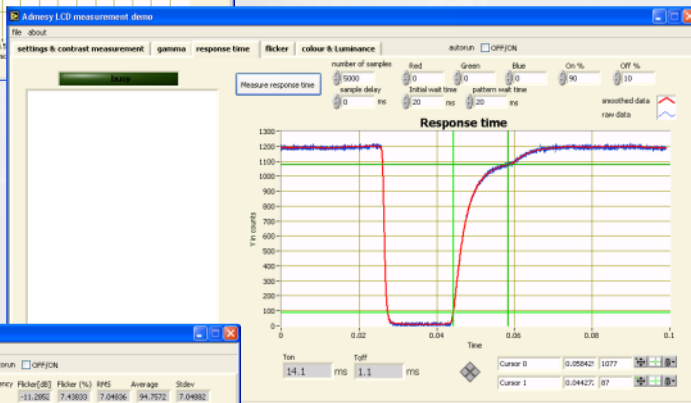 Admesy LCD measurement demo
file about
settings & contrast measurement gamma response time flicker colour & Luminance autorun OFF/ON
busy
Measure response time
number of samples Red Green Blue On % Off %
5000 0 0 0 90 10
sample delay Initial wait time pattern wait time
0 ms 20 ms 20 ms
smoothed data
raw data
Response time
Y in counts
1300
1200
1100
1000
900
800
700
600
500
400
300
200
100
0
0 0.02 0.04 0.06 0.08 0.1
Time
Ton Toff
14.1 ms 1.1 ms
Cursor 0 0.05842 1077
Cursor 1 0.04427 87
OFF/ON
Flicker[dB] Flicker (%) RMS Average Stdev
-11.2852 7.43833 7.04836 94.7572 7.04882